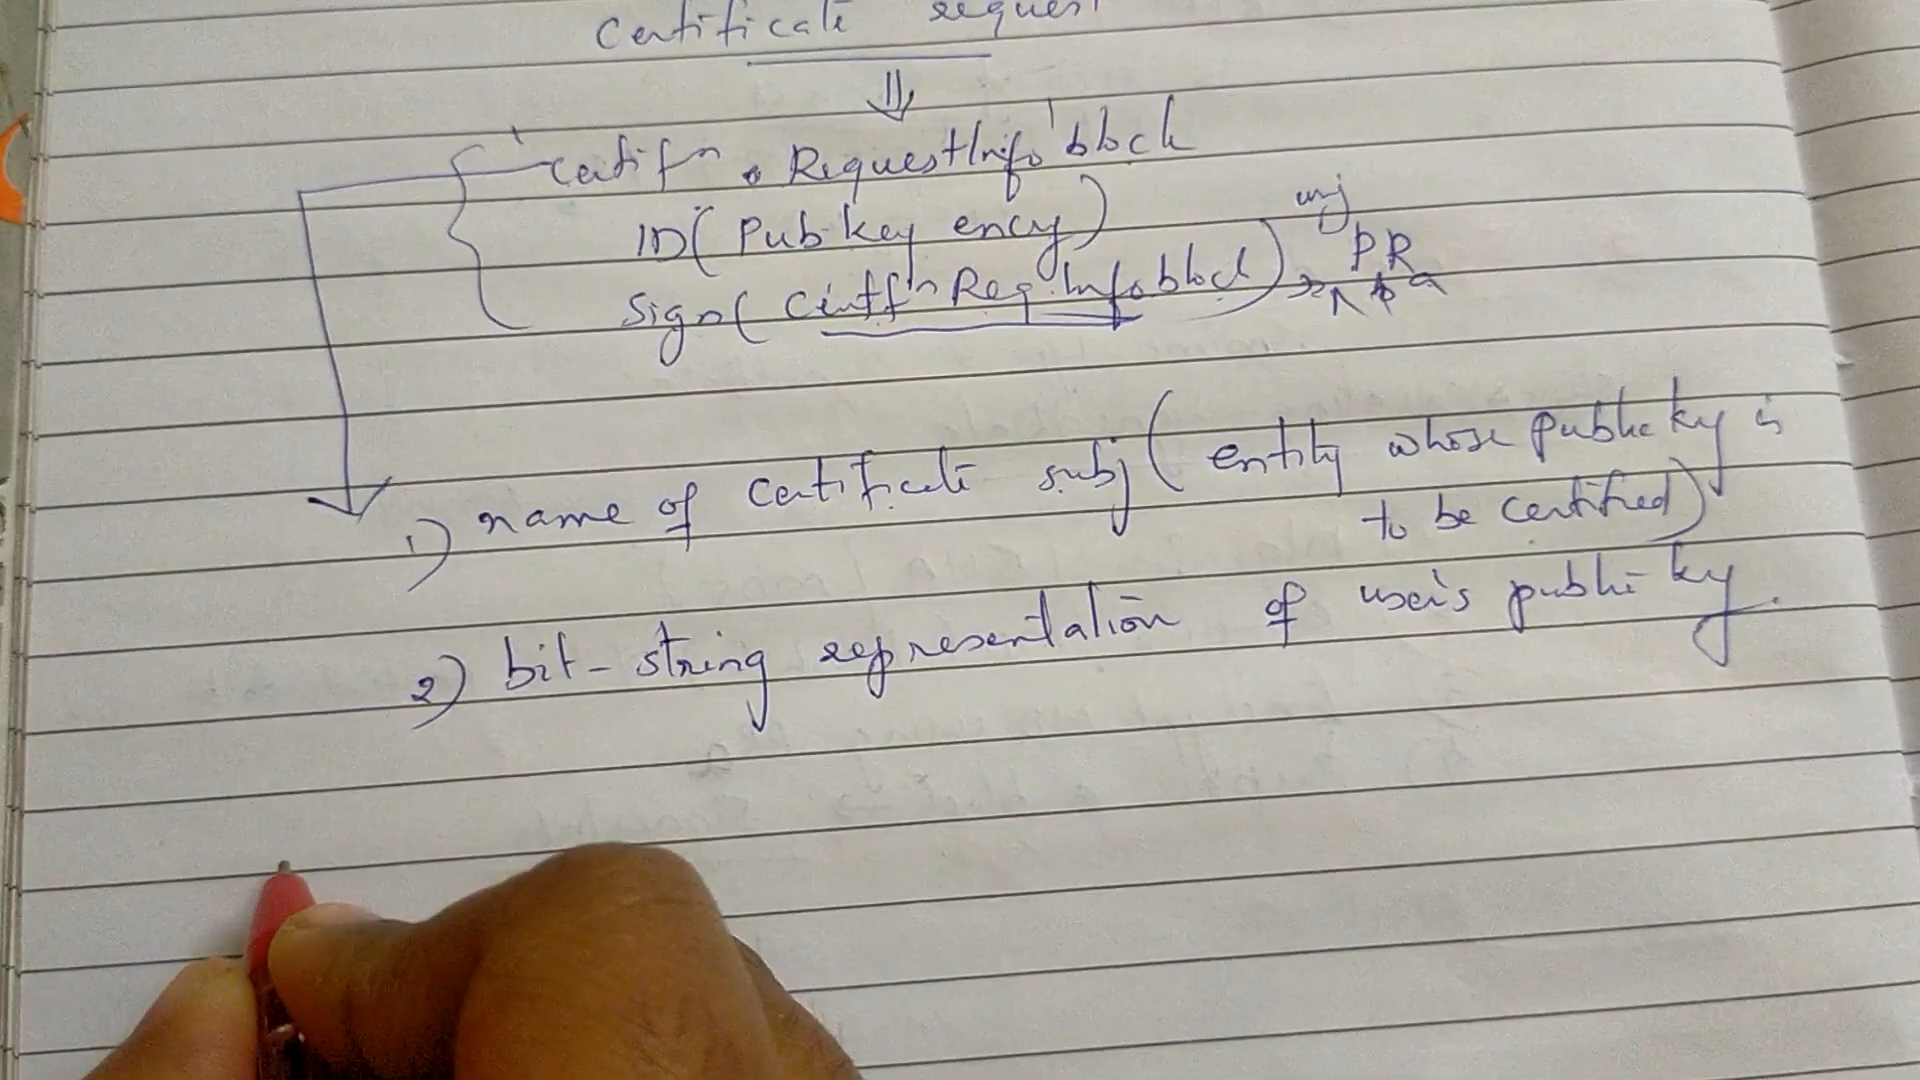 Certificate request
⇓
'certifn. RequestInfo' block
ID( Pub-key ency)
Sign( Certfn Req. Info block) →
PR
1) name of certificate subj ( entity whose public key is
to be certified)
2) bit-string representation of user's public key.